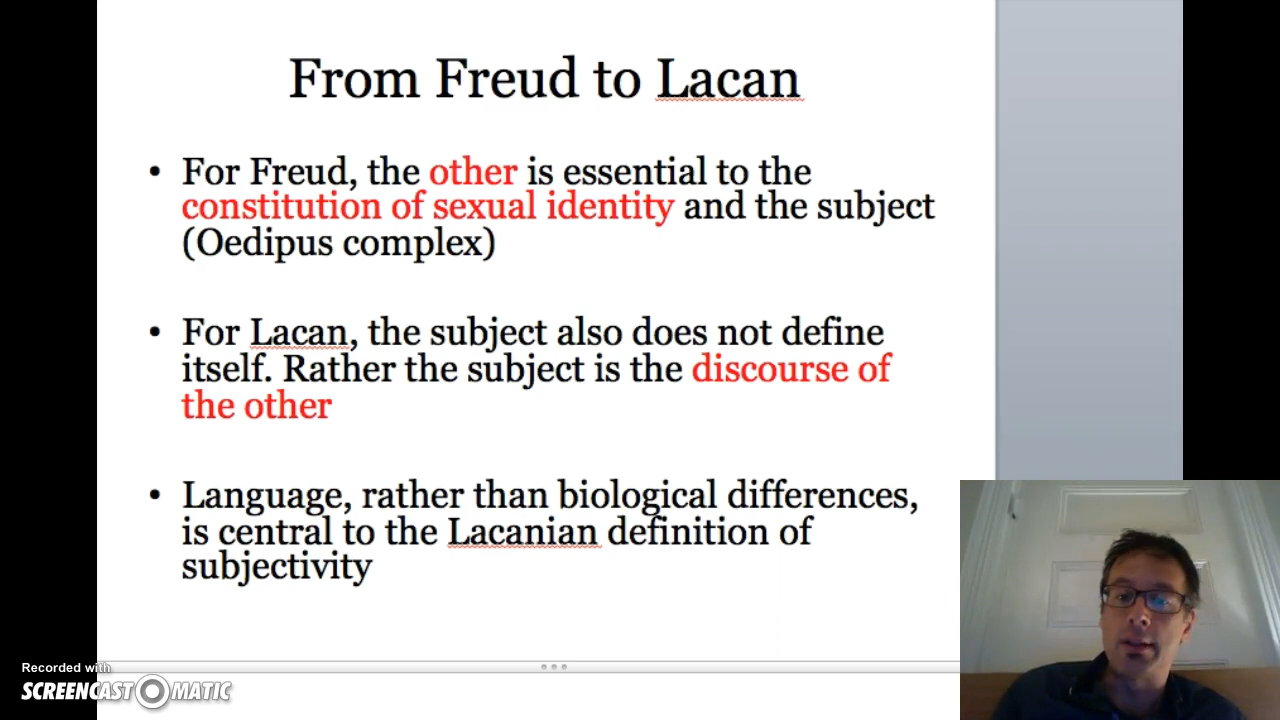 From Freud to Lacan
• For Freud, the other is essential to the
constitution of sexual identity and the subject
(Oedipus complex)
• For Lacan, the subject also does not define
itself. Rather the subject is the discourse of
the other
• Language, rather than biological differences,
is central to the Lacanian definition of
subjectivity
Recorded with
SCREENCAST MATIC